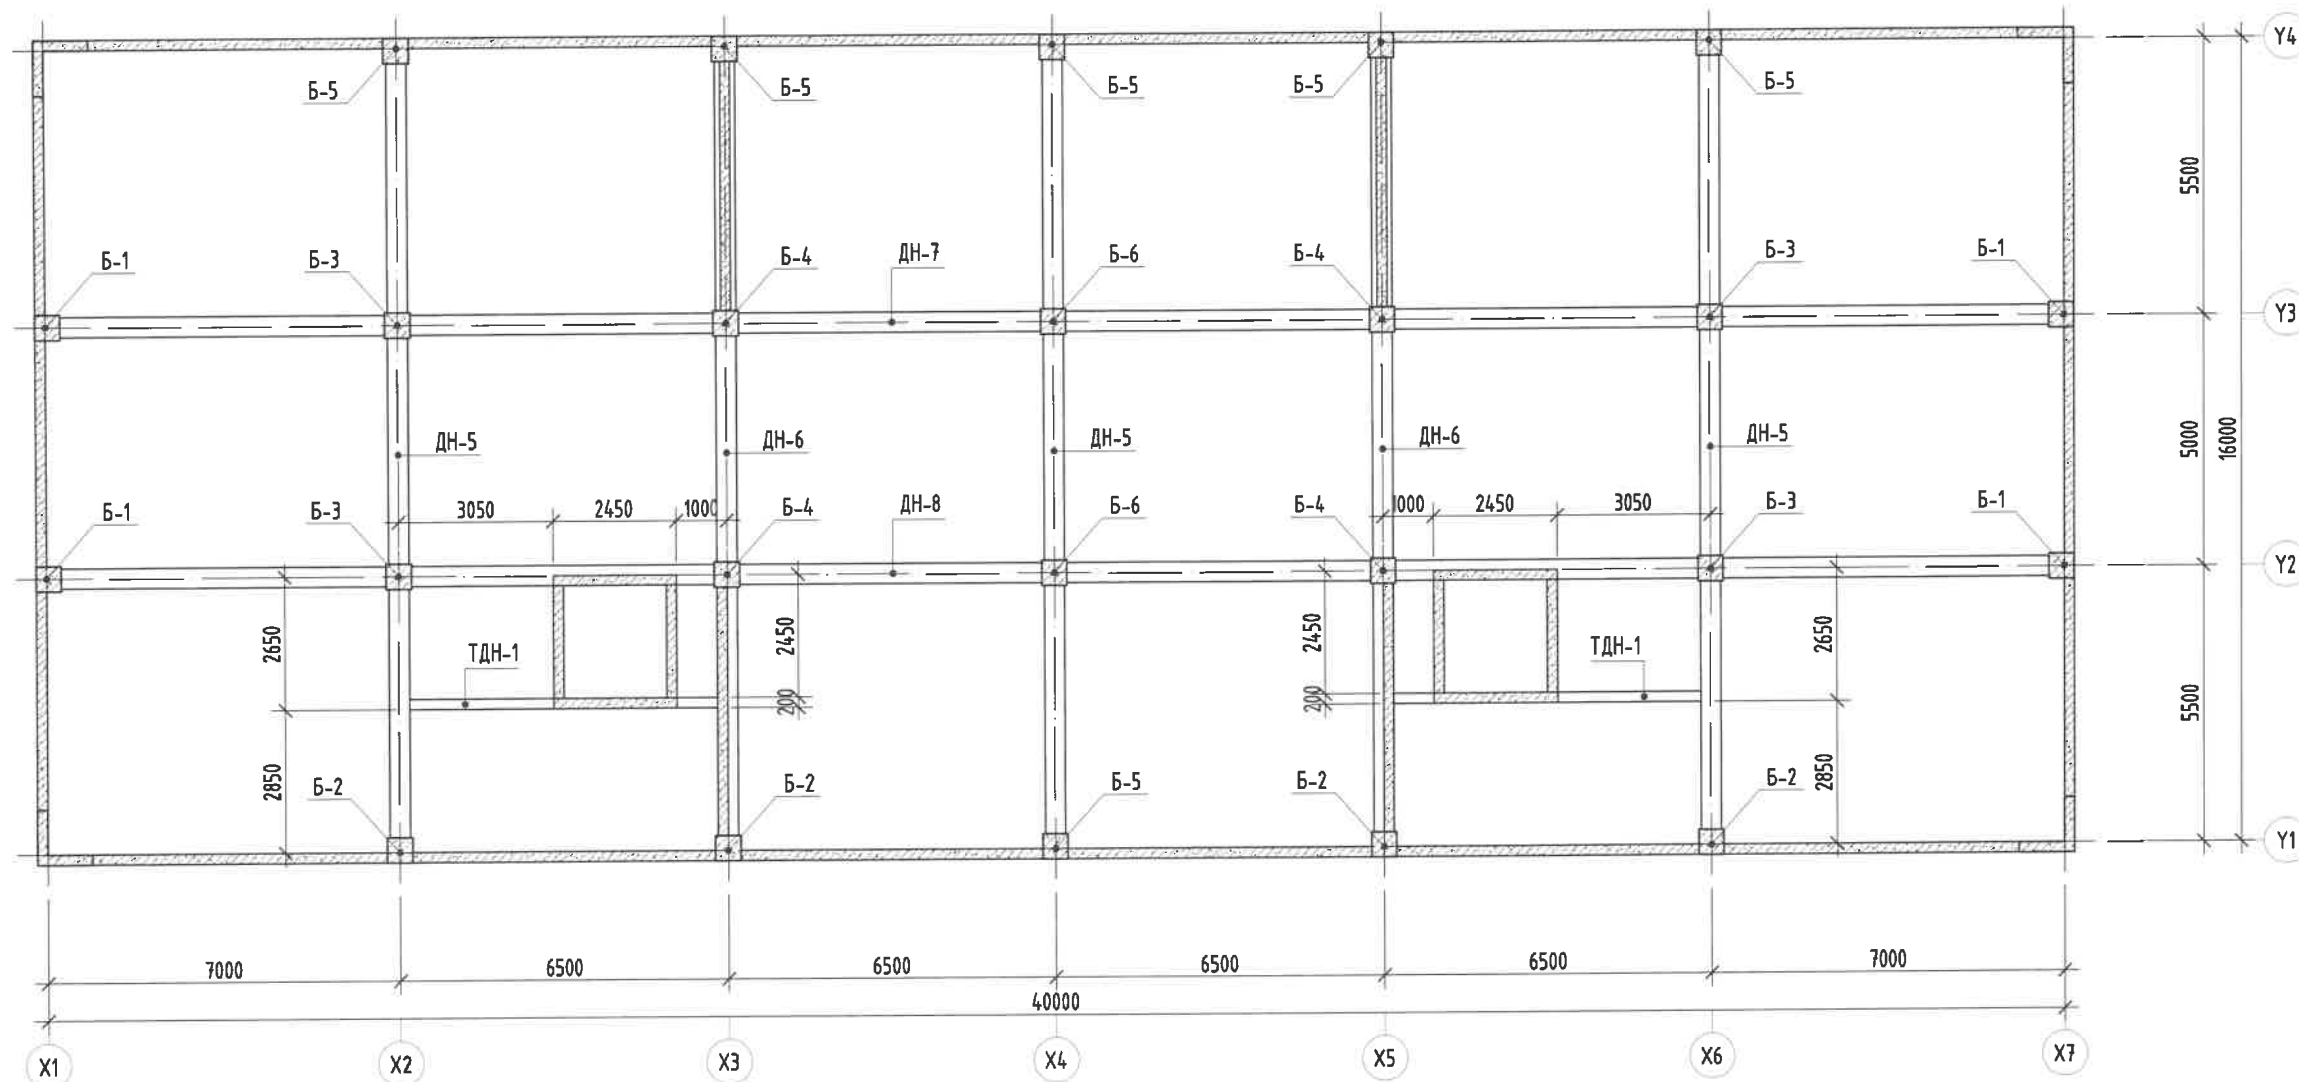 Y4
Б-5 Б-5 Б-5 Б-5 Б-5
5500
Б-1 Б-3 Б-4 ДН-7 Б-6 Б-4 Б-3 Б-1
Y3
ДН-5 ДН-6 ДН-5 ДН-6 ДН-5
5000 16000
3050 2450 1000 1000 2450 3050
Б-1 Б-3 Б-4 ДН-8 Б-6 Б-4 Б-3 Б-1
Y2
2650 2450 2450 2650
ТДН-1 ТДН-1
200 200
5500
2850 2850
Б-2 Б-2 Б-5 Б-2 Б-2
Y1
7000 6500 6500 6500 6500 7000
40000
X1 X2 X3 X4 X5 X6 X7